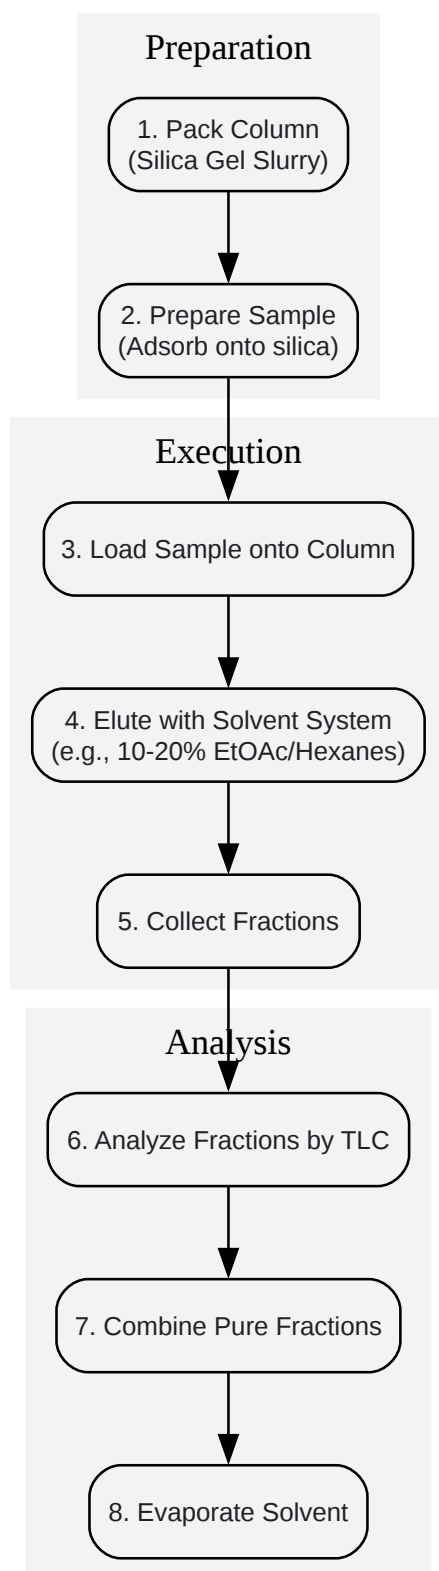 Preparation
1. Pack Column
(Silica Gel Slurry)
2. Prepare Sample
(Adsorb onto silica)
Execution
3. Load Sample onto Column
4. Elute with Solvent System
(e.g., 10-20% EtOAc/Hexanes)
5. Collect Fractions
Analysis
6. Analyze Fractions by TLC
7. Combine Pure Fractions
8. Evaporate Solvent